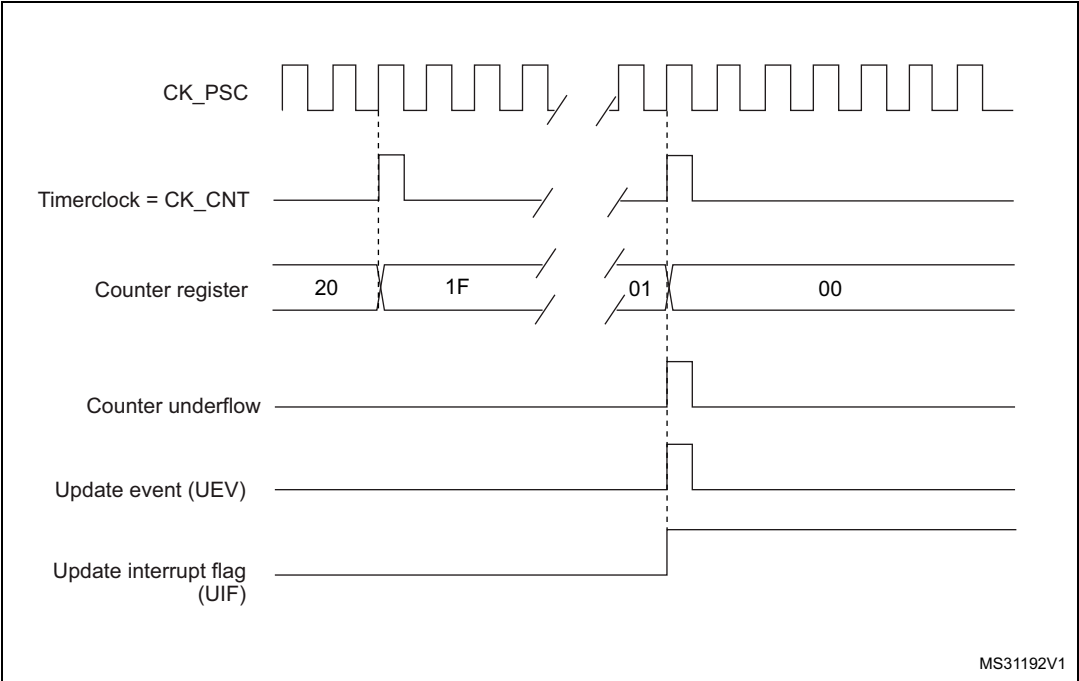 CK_PSC
Timerclock = CK_CNT
Counter register
20
1F
01
00
Counter underflow
Update event (UEV)
Update interrupt flag
(UIF)
MS31192V1